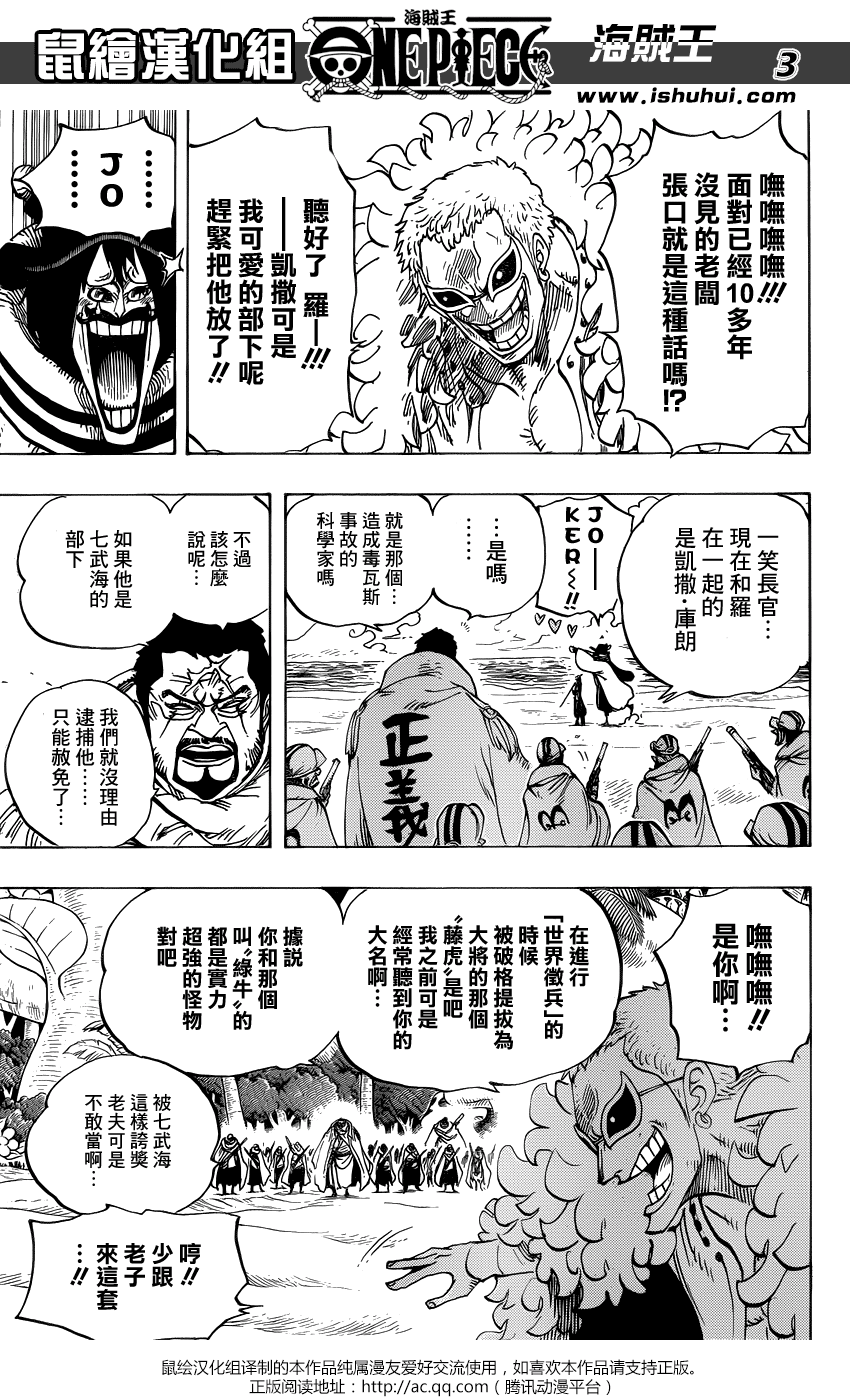 鼠繪漢化組
海賊王
ONE PIECE
海賊王
3
www.ishuhui.com
嘸嘸嘸嘸!!!
面對已經10多年
沒見的老闆
張口就是這種話嗎!?
聽好了 羅—!!!
——凱撒可是
我可愛的部下呢
趕緊把他放了!!
……
JO
……
一笑長官…
現在和羅
在一起的
是凱撒·庫朗
JO——
KER~!!
…是嗎
……
就是那個…
造成毒瓦斯
事故的
科學家嗎
正義
不過
該怎麼
說呢…
如果他是
七武海的
部下
我們就沒理由
逮捕他……
只能赦免了…
嘸嘸嘸!!
是你啊…
在進行
「世界徵兵」的
時候
被破格提拔為
大將的那個
〝藤虎〞是吧
我之前可是
經常聽到你的
大名啊…
據說
你和那個
叫〝綠牛〞的
都是實力
超強的怪物
對吧
被七武海
這樣誇獎
老夫可是
不敢當啊…
哼!!
少跟
老子
來這套
…!!
鼠绘汉化组译制的本作品纯属漫友爱好交流使用，如喜欢本作品请支持正版。
正版阅读地址：http://ac.qq.com（腾讯动漫平台）